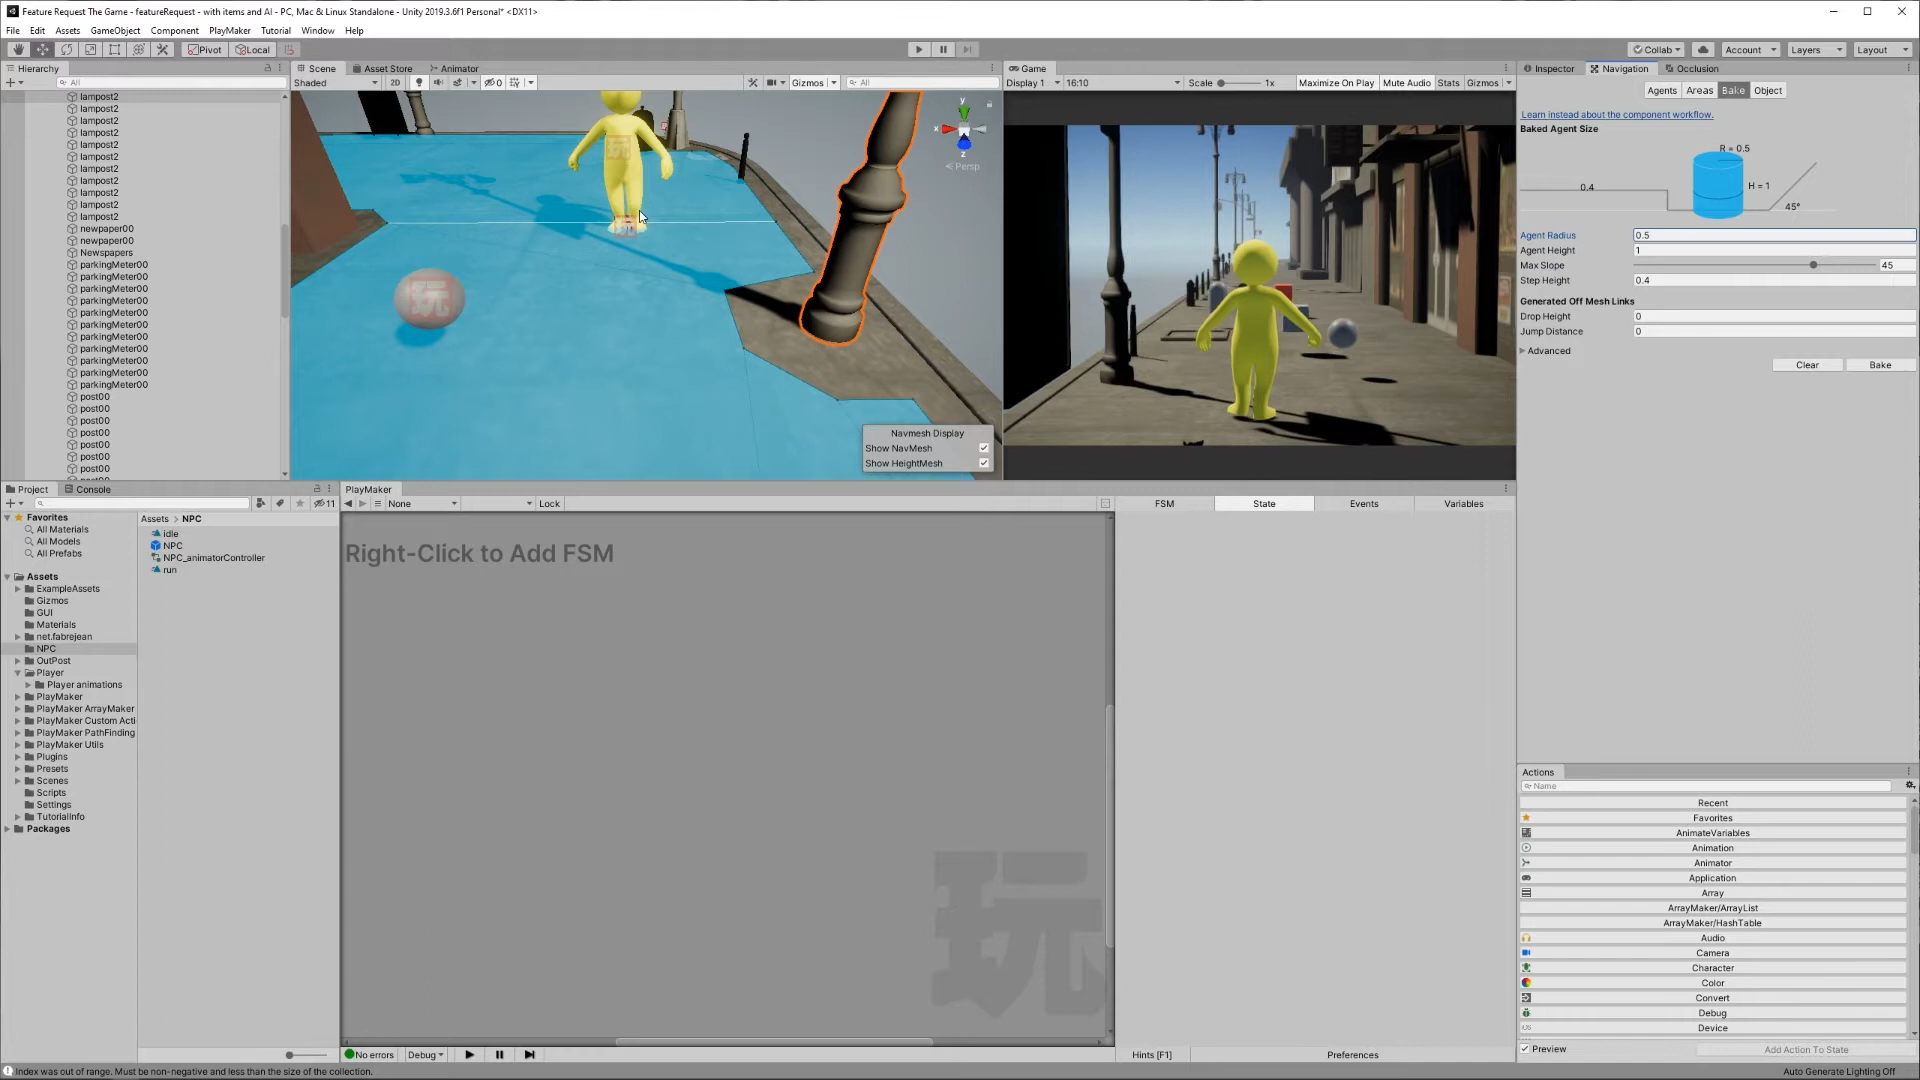 Feature Request The Game - featureRequest - with items and AI - PC, Mac & Linux Standalone - Unity 2019.3.6f1 Personal* <DX11>
File Edit Assets GameObject Component PlayMaker Tutorial Window Help
Pivot Local Collab Account Layers Layout
Hierarchy
All
lampost2
lampost2
lampost2
lampost2
lampost2
lampost2
lampost2
lampost2
lampost2
lampost2
lampost2
newpaper00
newpaper00
Newspapers
parkingMeter00
parkingMeter00
parkingMeter00
parkingMeter00
parkingMeter00
parkingMeter00
parkingMeter00
parkingMeter00
parkingMeter00
parkingMeter00
parkingMeter00
post00
post00
post00
post00
post00
post00
post00
Scene Asset Store Animator
Shaded 2D 0 Gizmos All
y
x
z
Persp
玩
玩
Navmesh Display
Show NavMesh
Show HeightMesh
Game
Display 1 16:10 Scale 1x Maximize On Play Mute Audio Stats Gizmos
Inspector Navigation Occlusion
Agents Areas Bake Object
Learn instead about the component workflow.
Baked Agent Size
R = 0.5
0.4
H = 1
45°
Agent Radius 0.5
Agent Height 1
Max Slope 45
Step Height 0.4
Generated Off Mesh Links
Drop Height 0
Jump Distance 0
Advanced
Clear Bake
Project Console
11
Favorites
All Materials
All Models
All Prefabs
Assets
ExampleAssets
Gizmos
GUI
Materials
net.fabrejean
NPC
OutPost
Player
Player animations
PlayMaker
PlayMaker ArrayMaker
PlayMaker Custom Acti
PlayMaker PathFinding
PlayMaker Utils
Plugins
Presets
Scenes
Scripts
Settings
TutorialInfo
Packages
Assets > NPC
idle
NPC
NPC_animatorController
run
PlayMaker
None Lock
Right-Click to Add FSM
玩
No errors Debug
FSM State Events Variables
Hints [F1] Preferences
Actions
Name
Recent
Favorites
AnimateVariables
Animation
Animator
Application
Array
ArrayMaker/ArrayList
ArrayMaker/HashTable
Audio
Camera
Character
Color
Convert
Debug
iOS Device
Preview Add Action To State
Index was out of range. Must be non-negative and less than the size of the collection.
Auto Generate Lighting Off